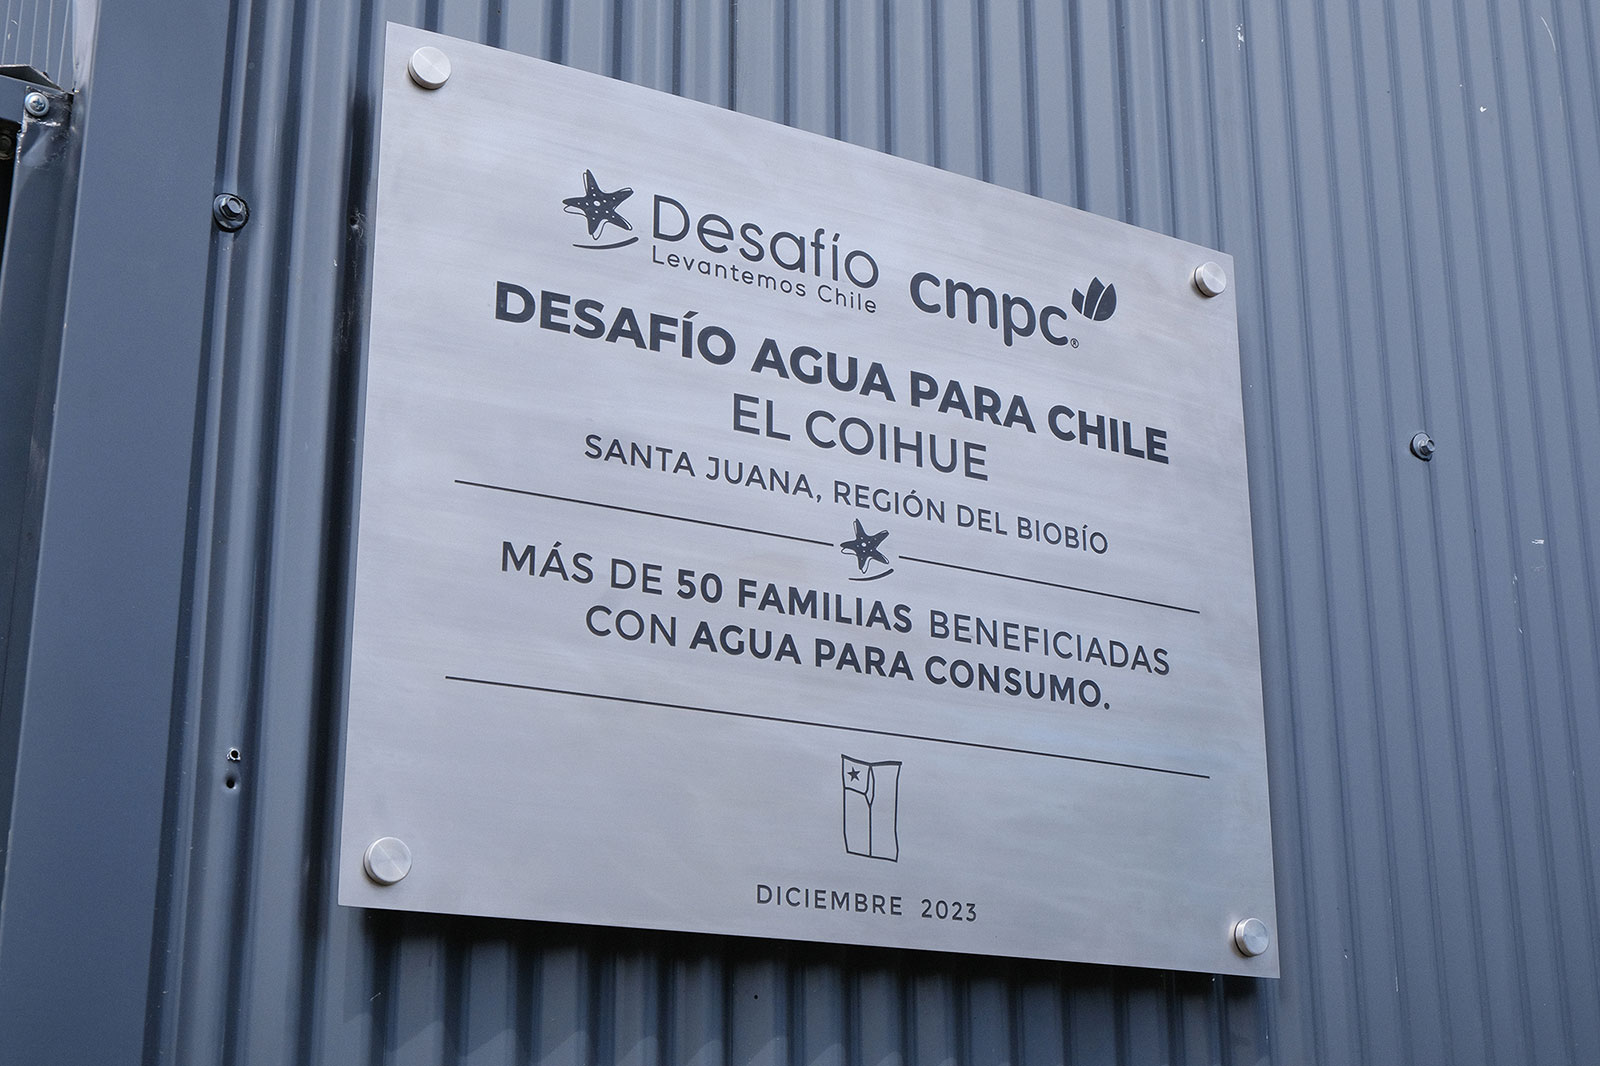 Desafío
Levantemos Chile
cmpc®
DESAFÍO AGUA PARA CHILE
EL COIHUE
SANTA JUANA, REGIÓN DEL BIOBÍO
MÁS DE 50 FAMILIAS BENEFICIADAS
CON AGUA PARA CONSUMO.
DICIEMBRE 2023